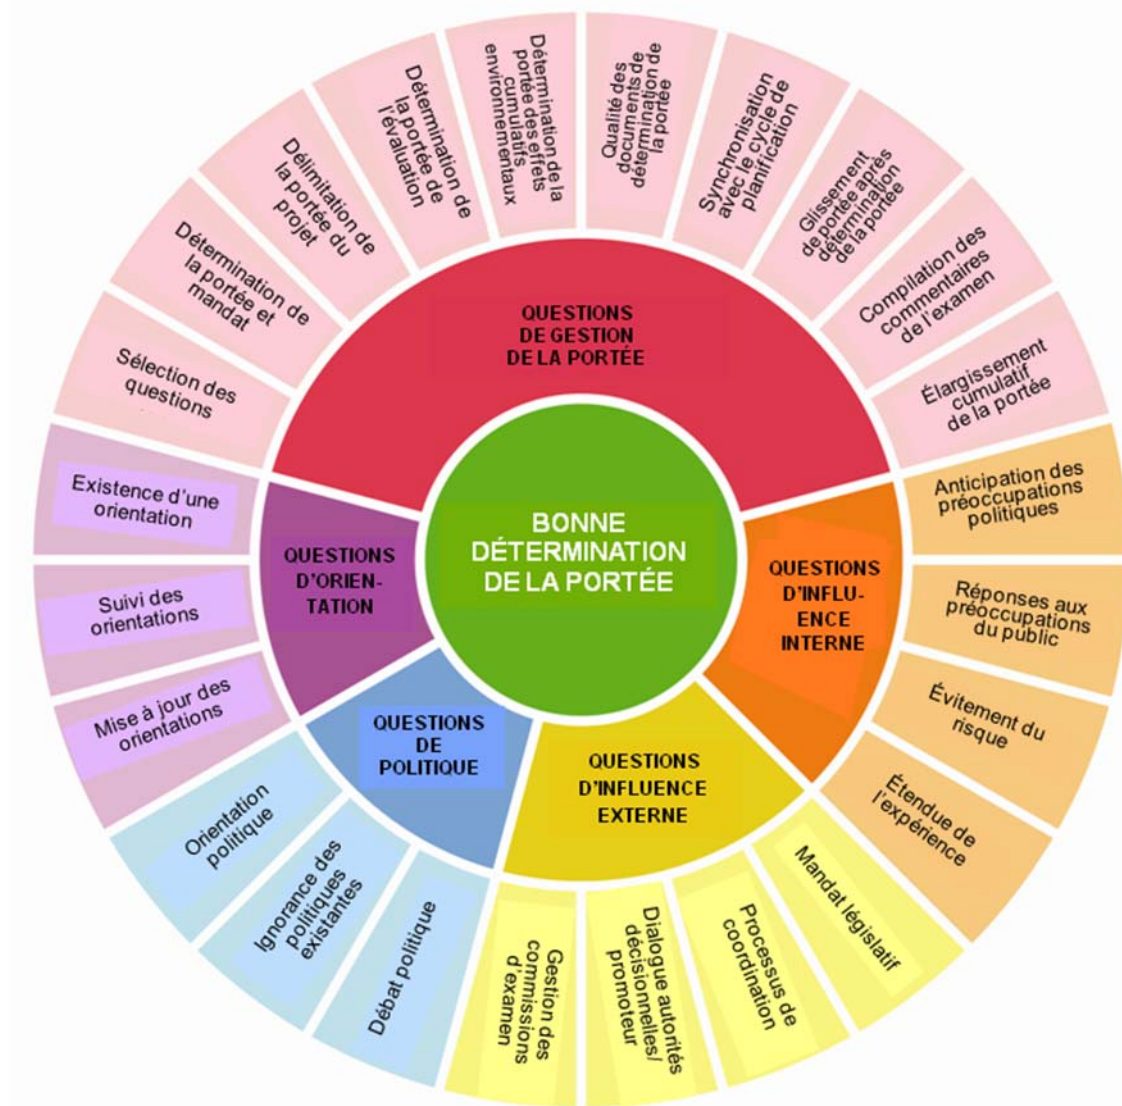 BONNE
DÉTERMINATION
DE LA PORTÉE
QUESTIONS
DE GESTION
DE LA PORTÉE
Sélection des
questions
Détermination de
la portée et
mandat
Délimitation de
la portée du
projet
Détermination de
la portée de
l'évaluation
Détermination de la
portée des effets
cumulatifs
environnementaux
Qualité des
documents de
détermination de
la portée
Synchronisation
avec le cycle de
planification
Glissement
de portée après
détermination
de la portée
Compilation des
commentaires
de l'examen
Élargissement
cumulatif
de la portée
QUESTIONS
D'INFLU-
ENCE
INTERNE
Anticipation des
préoccupations
politiques
Réponses aux
préoccupations
du public
Évitement du
risque
Étendue de
l'expérience
QUESTIONS
D'INFLUENCE
EXTERNE
Mandat législatif
Processus de
coordination
Dialogue autorités
décisionnelles/
promoteur
Gestion des
commissions
d'examen
QUESTIONS
DE
POLITIQUE
Débat politique
Ignorance des
politiques
existantes
Orientation
politique
QUESTIONS
D'ORIEN-
TATION
Mise à jour des
orientations
Suivi des
orientations
Existence d'une
orientation